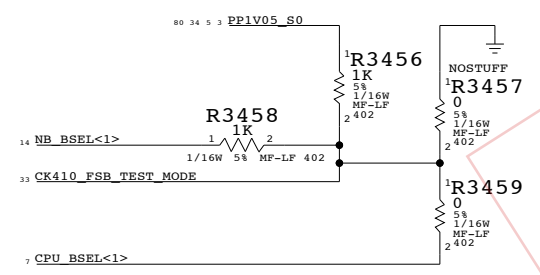 80 34 5 3 PP1V05_S0
1
R3456
1K
5%
1/16W
MF-LF
2 402
NOSTUFF
1
R3457
0
5%
1/16W
MF-LF
2 402
R3458
1K
14 NB_BSEL<1> 1 2
1/16W 5% MF-LF 402
33 CK410_FSB_TEST_MODE
1
R3459
0
5%
1/16W
MF-LF
2 402
7 CPU_BSEL<1>